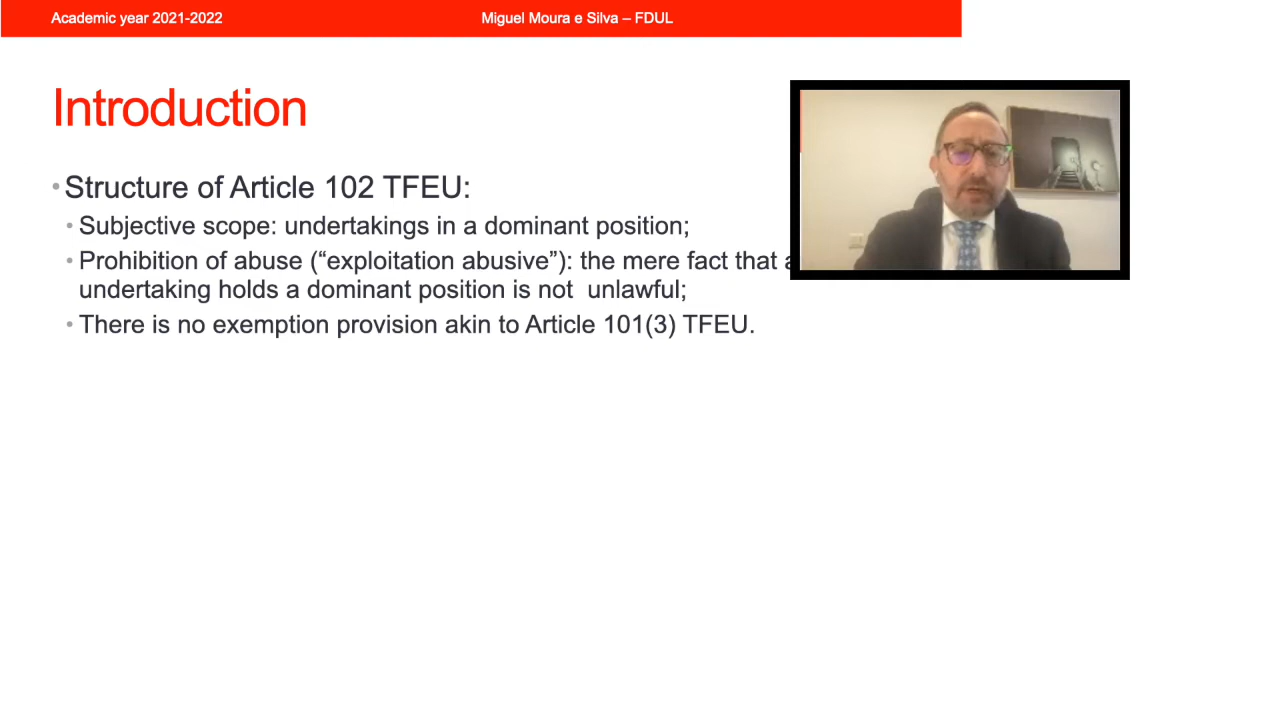 Academic year 2021-2022 Miguel Moura e Silva – FDUL
Introduction
• Structure of Article 102 TFEU:
• Subjective scope: undertakings in a dominant position;
• Prohibition of abuse (“exploitation abusive”): the mere fact that
undertaking holds a dominant position is not  unlawful;
• There is no exemption provision akin to Article 101(3) TFEU.